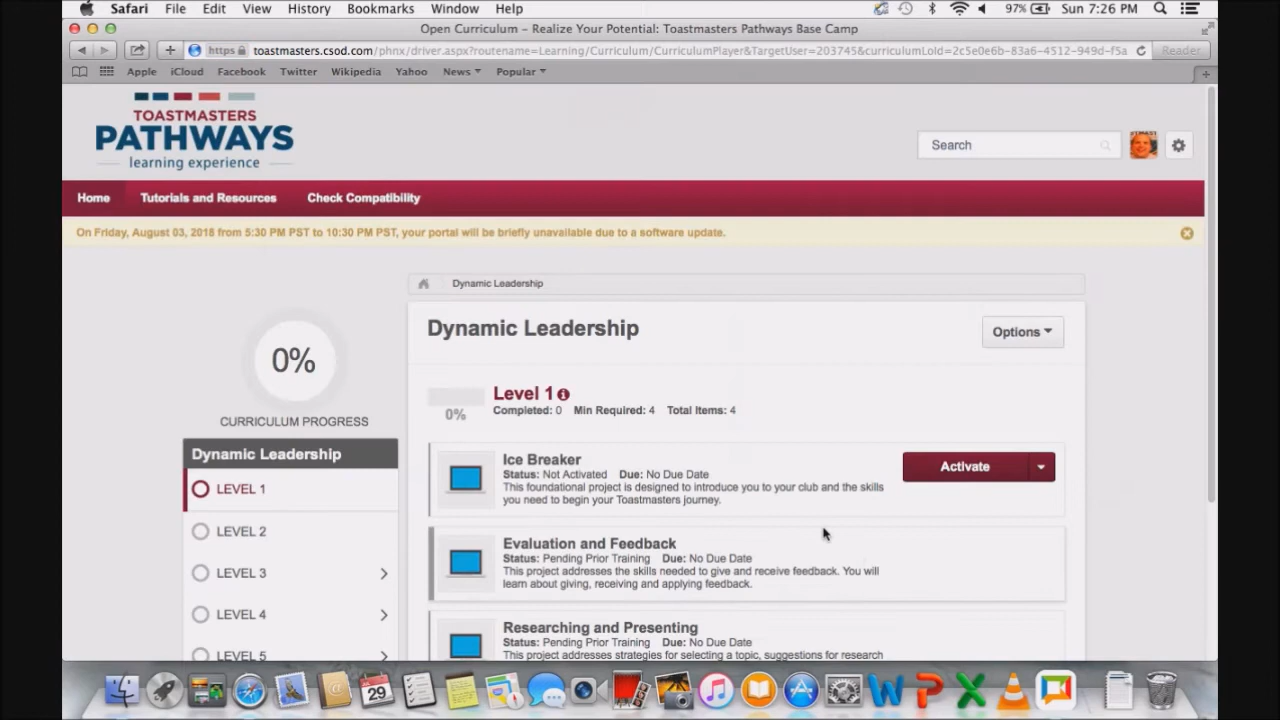 Safari File Edit View History Bookmarks Window Help 97% Sun 7:26 PM
Open Curriculum – Realize Your Potential: Toastmasters Pathways Base Camp
https toastmasters.csod.com/phnx/driver.aspx?routename=Learning/Curriculum/CurriculumPlayer&TargetUser=203745&curriculumLoId=2c5e0e6b-83a6-4512-949d-f5a Reader
Apple iCloud Facebook Twitter Wikipedia Yahoo News Popular
TOASTMASTERS
PATHWAYS
learning experience
Search
Home Tutorials and Resources Check Compatibility
On Friday, August 03, 2018 from 5:30 PM PST to 10:30 PM PST, your portal will be briefly unavailable due to a software update.
Dynamic Leadership
Dynamic Leadership
Options
0%
CURRICULUM PROGRESS
Dynamic Leadership
LEVEL 1
LEVEL 2
LEVEL 3
LEVEL 4
LEVEL 5
Level 1
0%
Completed: 0 Min Required: 4 Total Items: 4
Ice Breaker
Status: Not Activated Due: No Due Date
This foundational project is designed to introduce you to your club and the skills
you need to begin your Toastmasters journey.
Activate
Evaluation and Feedback
Status: Pending Prior Training Due: No Due Date
This project addresses the skills needed to give and receive feedback. You will
learn about giving, receiving and applying feedback.
Researching and Presenting
Status: Pending Prior Training Due: No Due Date
This project addresses strategies for selecting a topic, suggestions for research
29